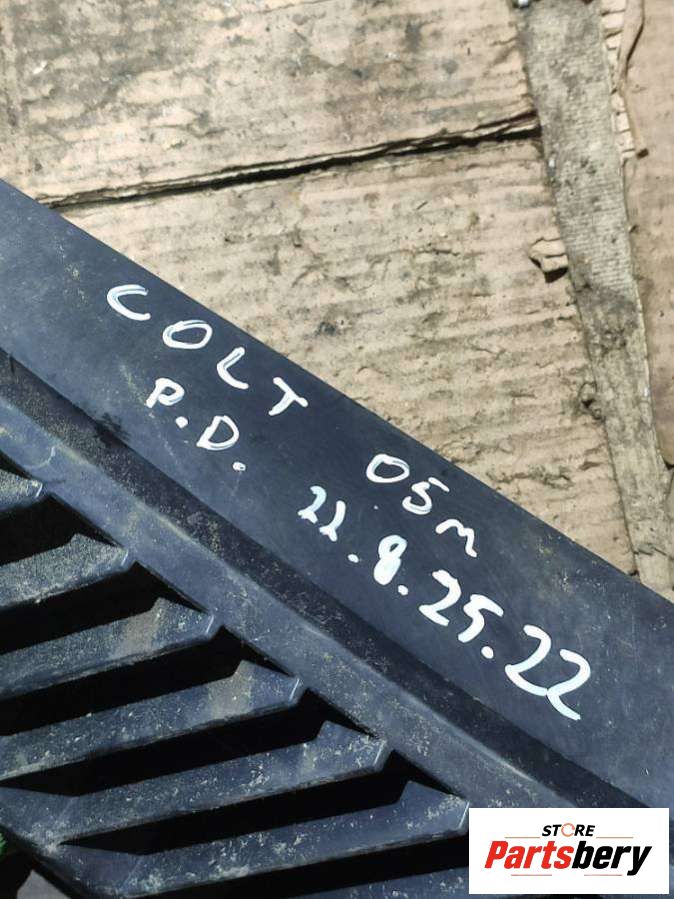 COLT 05m
P.D. 22.8.25.22
STORE
Partsbery